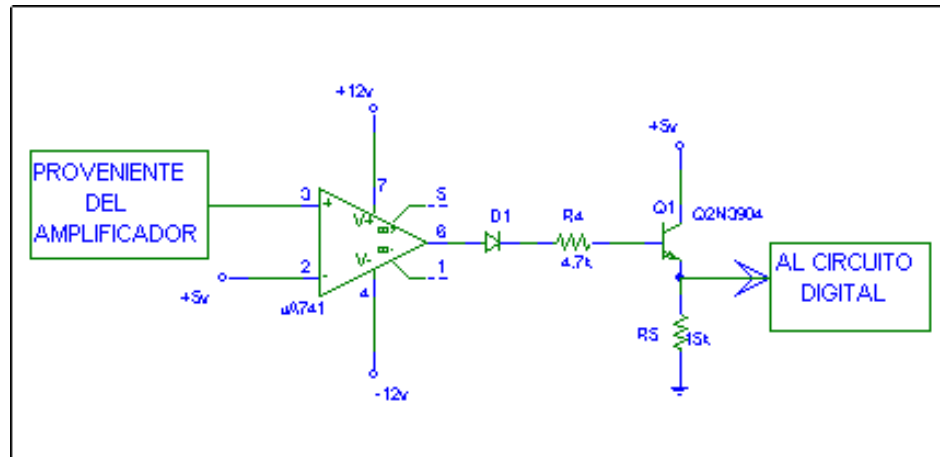 +12v
PROVENIENTE
DEL
AMPLIFICADOR
3
+
7
V+
5
6
2
-
+5v
V-
1
4
uA741
-12v
D1
R4
4.7k
+5v
Q1
Q2N3904
AL CIRCUITO
DIGITAL
R5
15k